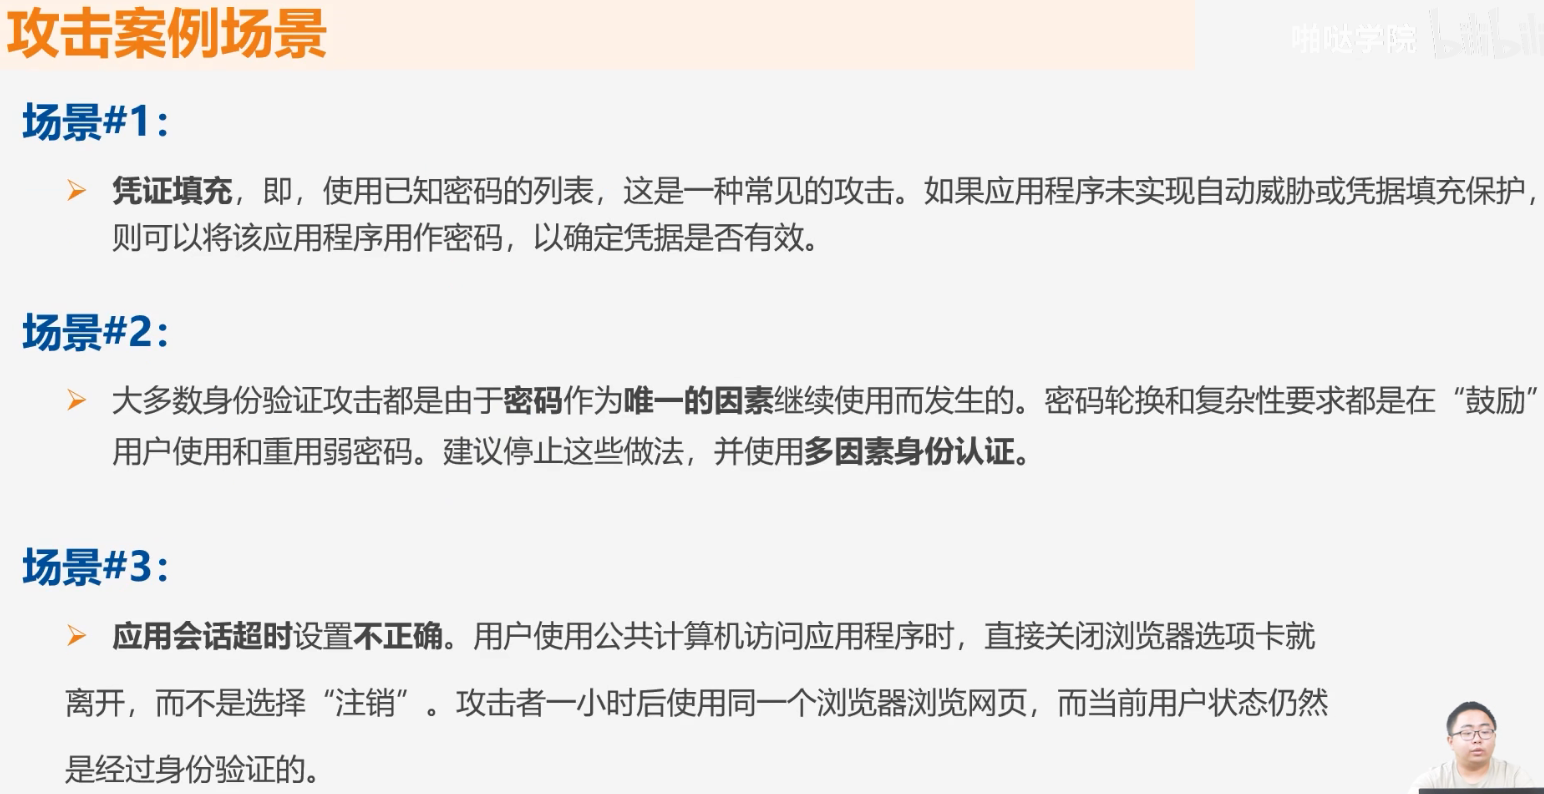 攻击案例场景
啪哒学院 bilibili
场景#1：
凭证填充，即，使用已知密码的列表，这是一种常见的攻击。如果应用程序未实现自动威胁或凭据填充保护，
则可以将该应用程序用作密码，以确定凭据是否有效。
场景#2：
大多数身份验证攻击都是由于密码作为唯一的因素继续使用而发生的。密码轮换和复杂性要求都是在“鼓励”
用户使用和重用弱密码。建议停止这些做法，并使用多因素身份认证。
场景#3：
应用会话超时设置不正确。用户使用公共计算机访问应用程序时，直接关闭浏览器选项卡就
离开，而不是选择“注销”。攻击者一小时后使用同一个浏览器浏览网页，而当前用户状态仍然
是经过身份验证的。